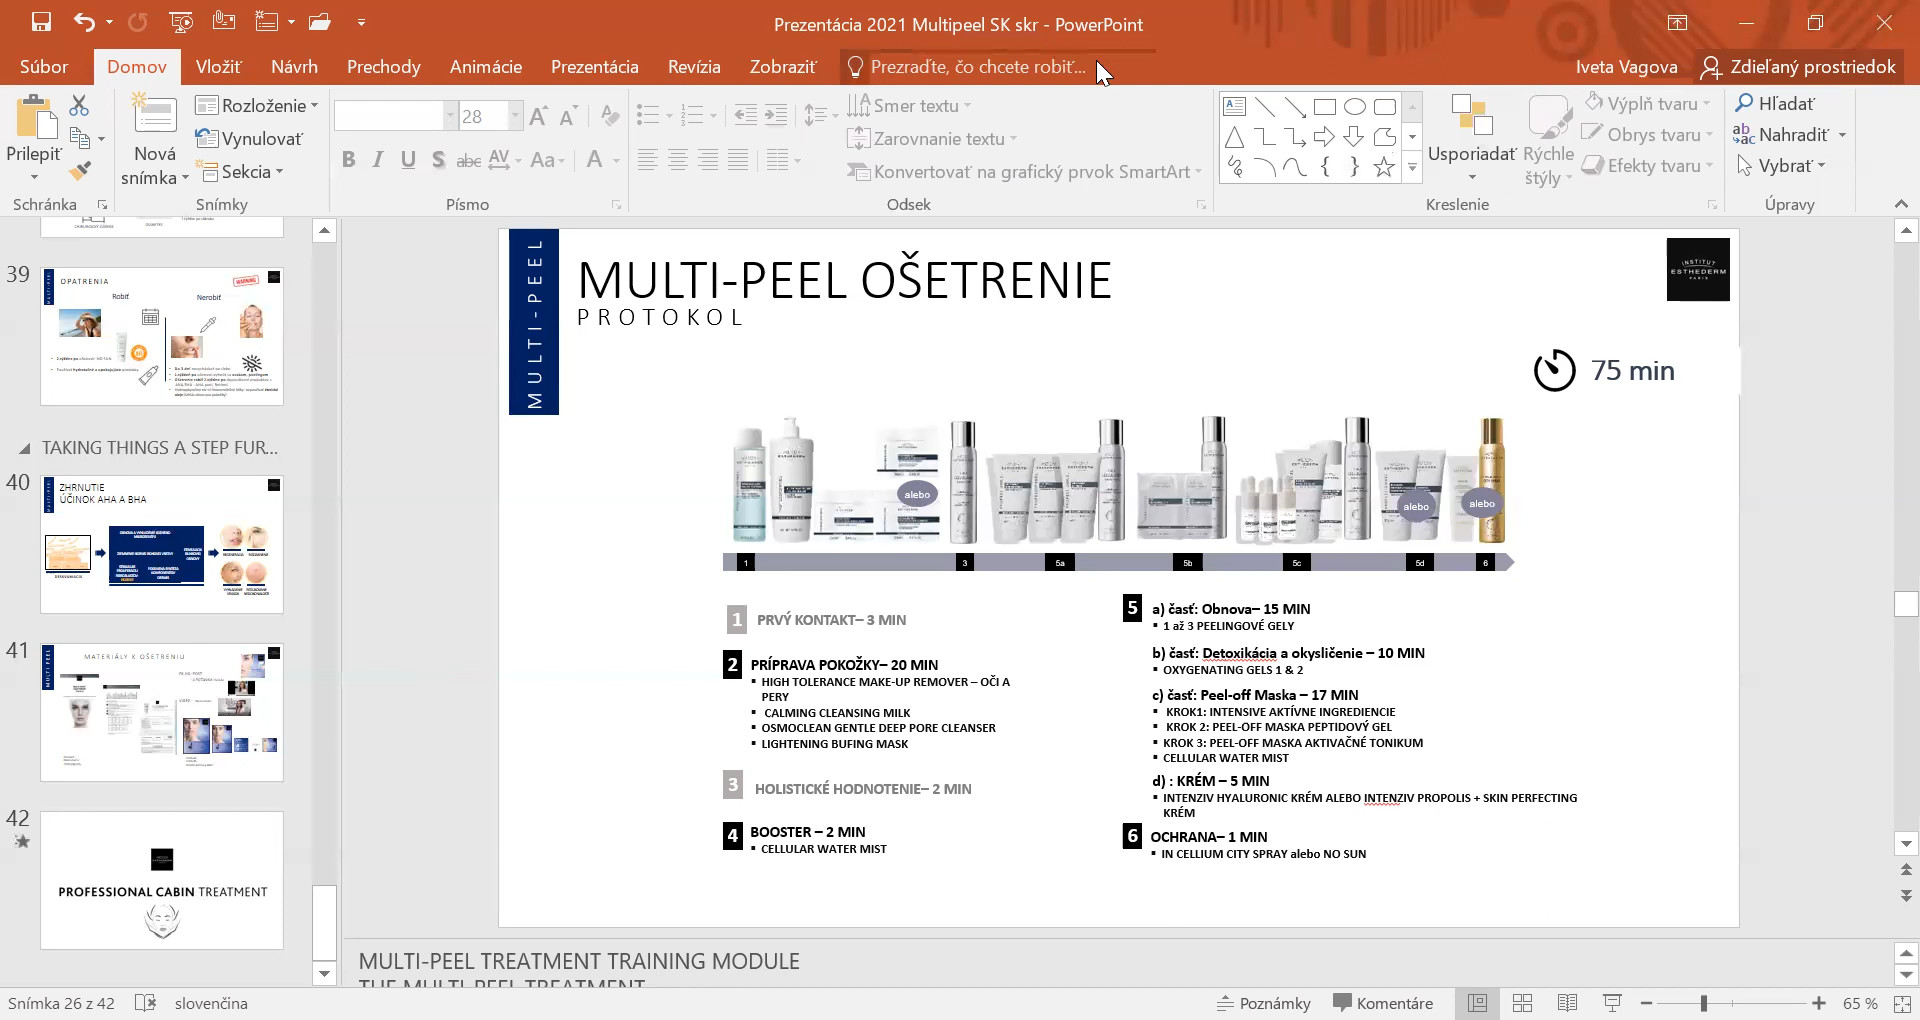 Prezentácia 2021 Multipeel SK skr - PowerPoint
Súbor
Domov
Vložiť
Návrh
Prechody
Animácie
Prezentácia
Revízia
Zobraziť
Prezraďte, čo chcete robiť...
Iveta Vagova
Zdieľaný prostriedok
Prilepiť
Schránka
Nová snímka
Rozloženie
Vynulovať
Sekcia
Snímky
28
Písmo
Smer textu
Zarovnanie textu
Konvertovať na grafický prvok SmartArt
Odsek
Usporiadať
Rýchle štýly
Výplň tvaru
Obrys tvaru
Efekty tvaru
Kreslenie
Hľadať
Nahradiť
Vybrať
Úpravy
39
OPATRENIA
WARNING
Robiť
Nerobiť
TAKING THINGS A STEP FUR...
40
ZHRNUTIE
ÚČINOK AHA A BHA
41
MATERIÁLY K OŠETRENIU
42
PROFESSIONAL CABIN TREATMENT
MULTI-PEEL
MULTI-PEEL OŠETRENIE
PROTOKOL
INSTITUT
ESTHEDERM
PARIS
75 min
alebo
alebo
alebo
1
3
5a
5b
5c
5d
6
1 PRVÝ KONTAKT– 3 MIN
2 PRÍPRAVA POKOŽKY– 20 MIN
▪ HIGH TOLERANCE MAKE-UP REMOVER – OČI A
PERY
▪ CALMING CLEANSING MILK
▪ OSMOCLEAN GENTLE DEEP PORE CLEANSER
▪ LIGHTENING BUFING MASK
3 HOLISTICKÉ HODNOTENIE– 2 MIN
4 BOOSTER – 2 MIN
▪ CELLULAR WATER MIST
5 a) časť: Obnova– 15 MIN
▪ 1 až 3 PEELINGOVÉ GELY
b) časť: Detoxikácia a okysličenie – 10 MIN
▪ OXYGENATING GELS 1 & 2
c) časť: Peel-off Maska – 17 MIN
▪ KROK1: INTENSIVE AKTÍVNE INGREDIENCIE
▪ KROK 2: PEEL-OFF MASKA PEPTIDOVÝ GEL
▪ KROK 3: PEEL-OFF MASKA AKTIVAČNÉ TONIKUM
▪ CELLULAR WATER MIST
d) : KRÉM – 5 MIN
▪ INTENZIV HYALURONIC KRÉM ALEBO INTENZIV PROPOLIS + SKIN PERFECTING
KRÉM
6 OCHRANA– 1 MIN
▪ IN CELLIUM CITY SPRAY alebo NO SUN
MULTI-PEEL TREATMENT TRAINING MODULE
THE MULTI-PEEL TREATMENT
Snímka 26 z 42
slovenčina
Poznámky
Komentáre
65 %